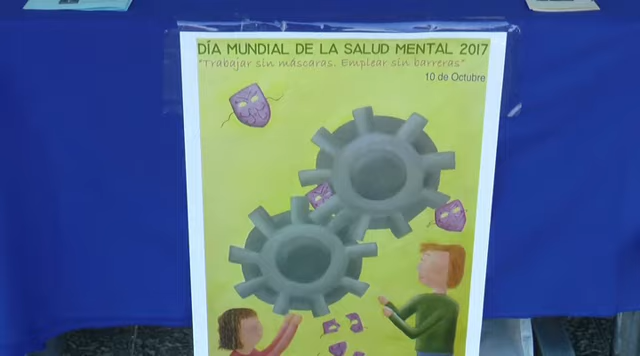 DÍA MUNDIAL DE LA SALUD MENTAL 2017
"Trabajar sin máscaras. Emplear sin barreras"
10 de Octubre